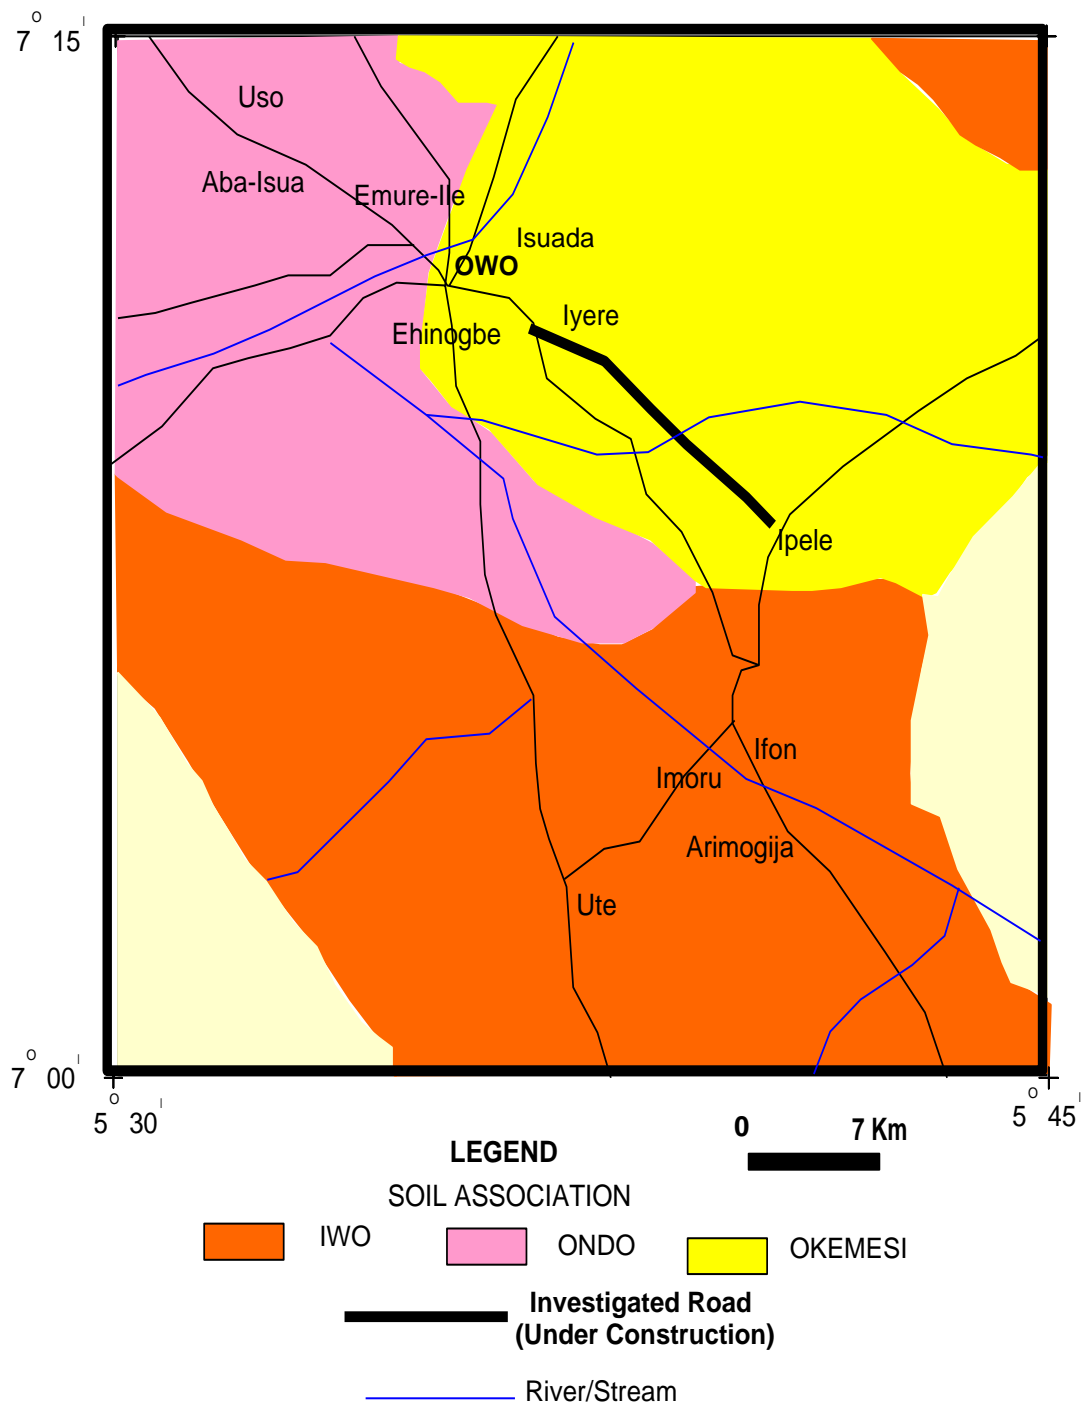 7° 15'
Uso
Aba-Isua
Emure-Ile
Isuada
OWO
Iyere
Ehinogbe
Ipele
Ifon
Imoru
Arimogija
Ute
7° 00'
5° 30'
5° 45'
0 7 Km
LEGEND
SOIL ASSOCIATION
IWO ONDO OKEMESI
Investigated Road
(Under Construction)
River/Stream